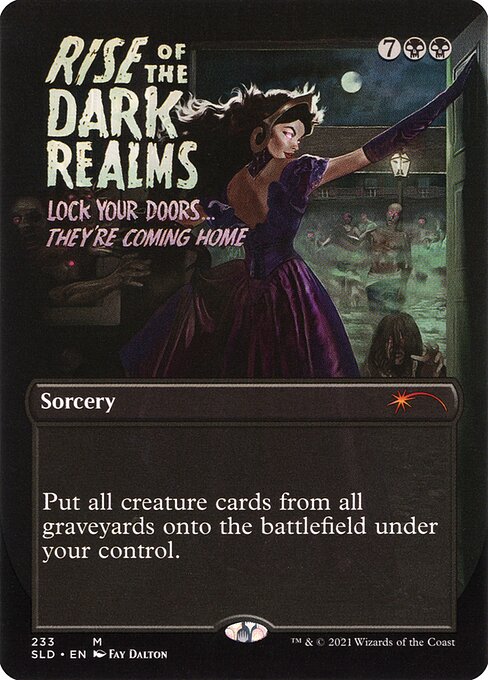 RISE OF THE
DARK
REALMS
LOCK YOUR DOORS...
THEY'RE COMING HOME
7
Sorcery
Put all creature cards from all
graveyards onto the battlefield under
your control.
233 M
SLD • EN FAY DALTON
™ & © 2021 Wizards of the Coast